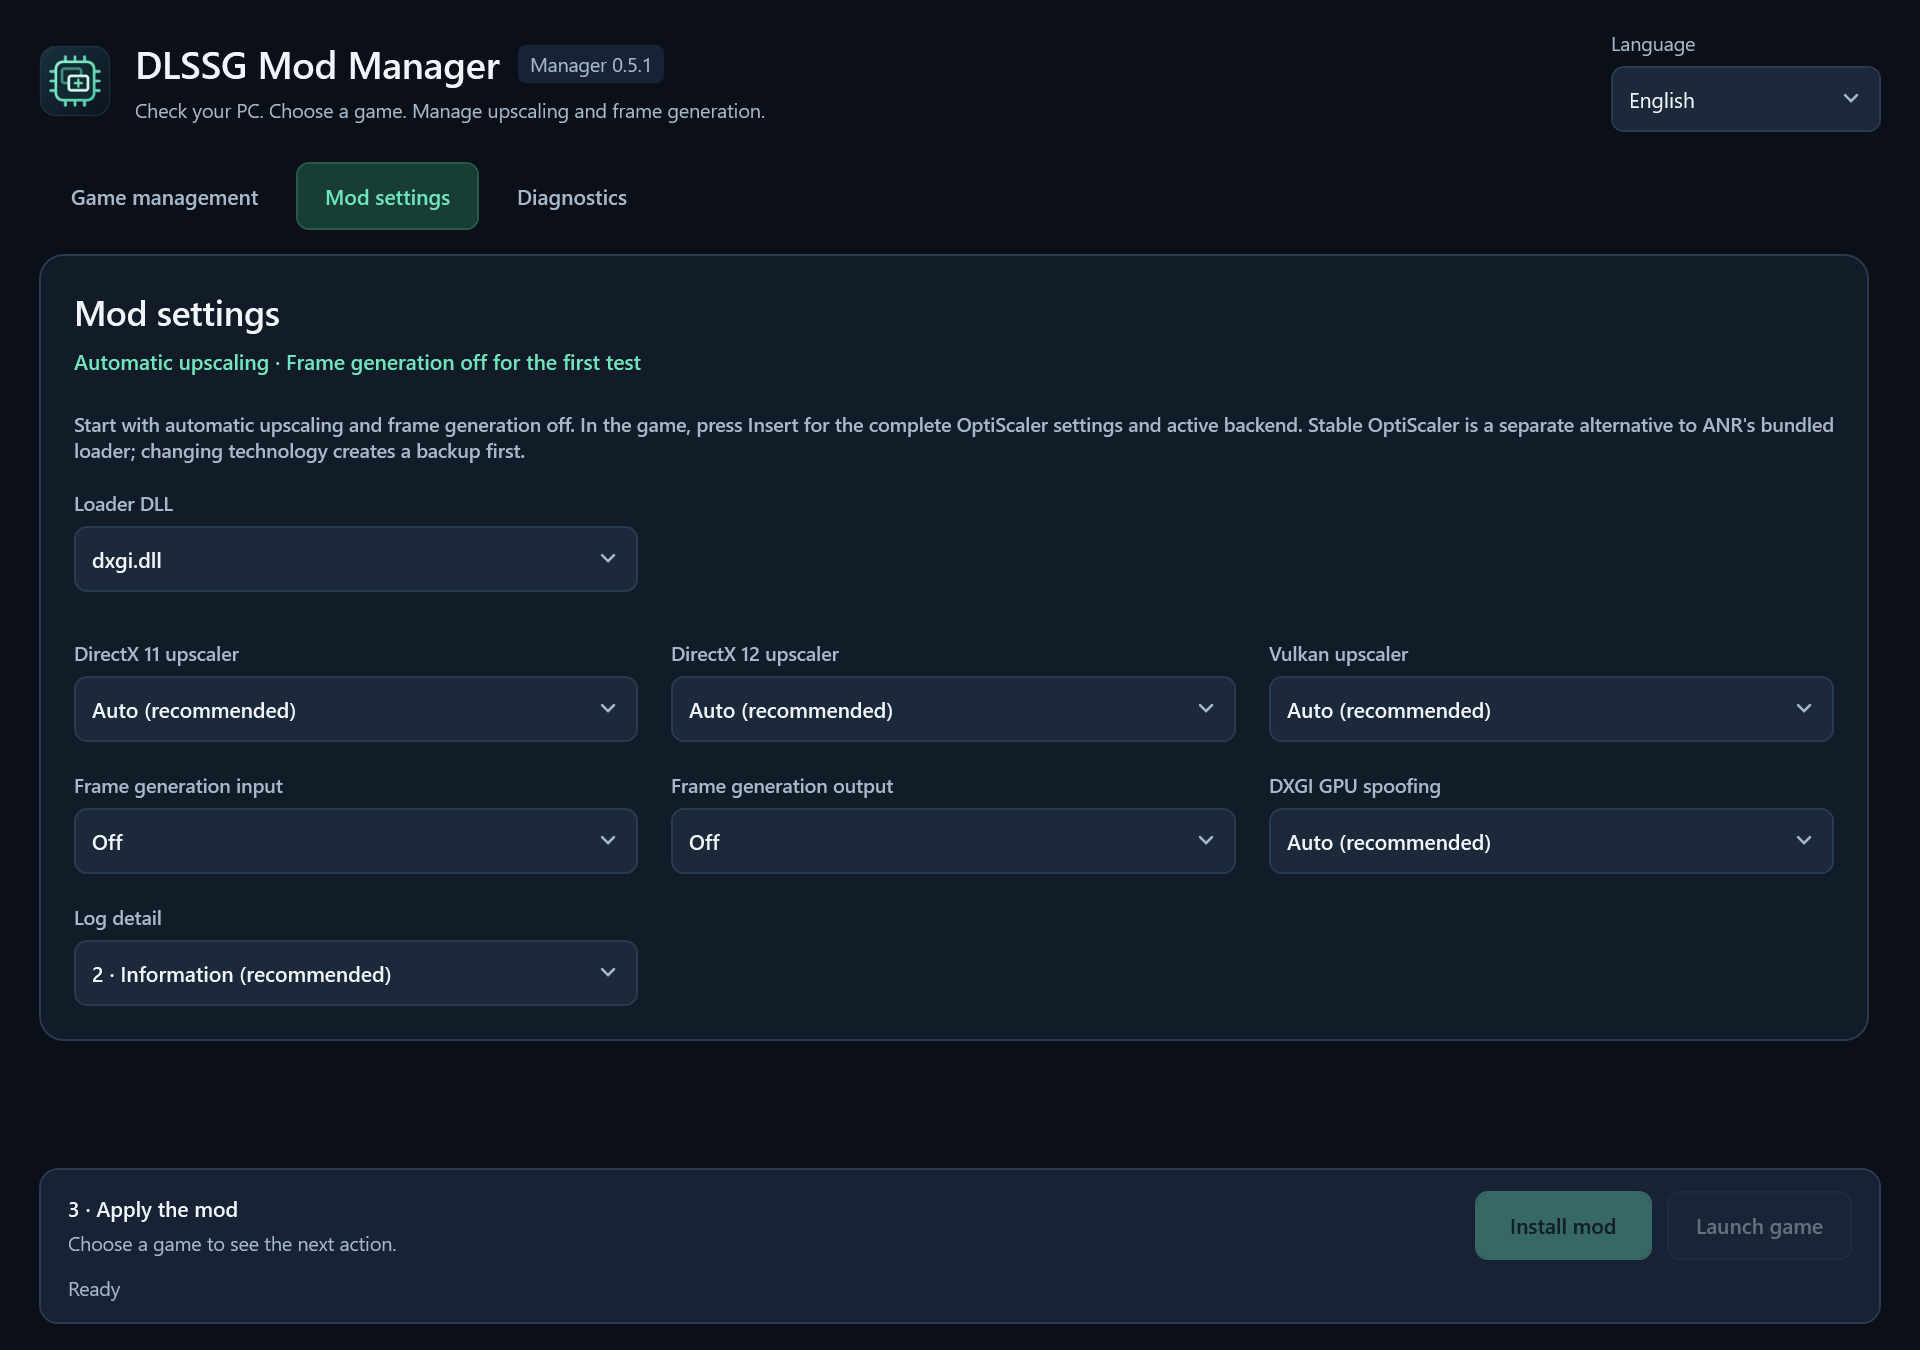 DLSSG Mod Manager
Manager 0.5.1
Check your PC. Choose a game. Manage upscaling and frame generation.
Language
English
Game management
Mod settings
Diagnostics
Mod settings
Automatic upscaling · Frame generation off for the first test
Start with automatic upscaling and frame generation off. In the game, press Insert for the complete OptiScaler settings and active backend. Stable OptiScaler is a separate alternative to ANR's bundled
loader; changing technology creates a backup first.
Loader DLL
dxgi.dll
DirectX 11 upscaler
DirectX 12 upscaler
Vulkan upscaler
Auto (recommended)
Auto (recommended)
Auto (recommended)
Frame generation input
Frame generation output
DXGI GPU spoofing
Off
Off
Auto (recommended)
Log detail
2 · Information (recommended)
3 · Apply the mod
Choose a game to see the next action.
Ready
Install mod
Launch game